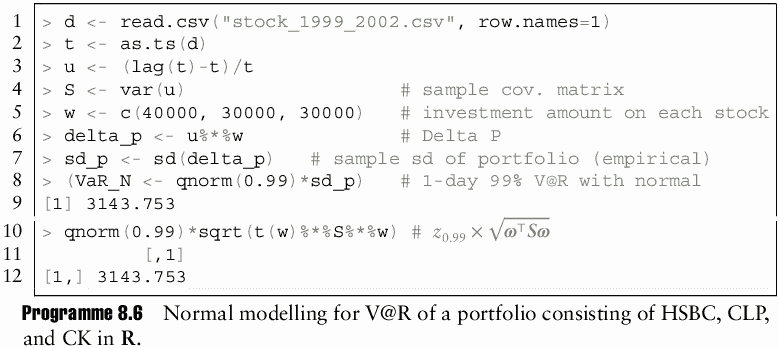 1 > d <- read.csv("stock_1999_2002.csv", row.names=1)
2 > t <- as.ts(d)
3 > u <- (lag(t)-t)/t
4 > S <- var(u) # sample cov. matrix
5 > w <- c(40000, 30000, 30000) # investment amount on each stock
6 > delta_p <- u%*%w # Delta P
7 > sd_p <- sd(delta_p) # sample sd of portfolio (empirical)
8 > (VaR_N <- qnorm(0.99)*sd_p) # 1-day 99% V@R with normal
9 [1] 3143.753
10 > qnorm(0.99)*sqrt(t(w)%*%S%*%w) # z₀.₉₉ × √ω⊤Sω
11 [,1]
12 [1,] 3143.753
Programme 8.6 Normal modelling for V@R of a portfolio consisting of HSBC, CLP,
and CK in R.